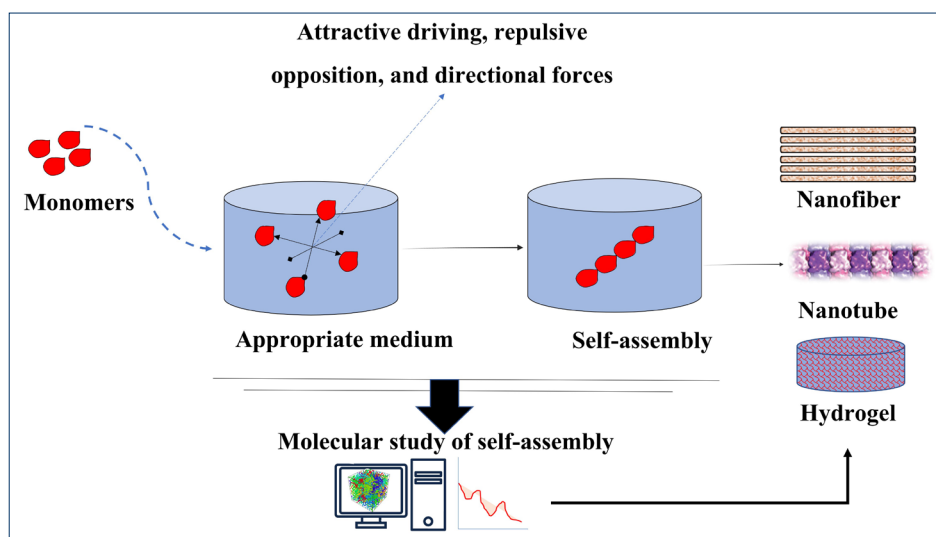 Attractive driving, repulsive
opposition, and directional forces
Monomers
Appropriate medium
Self-assembly
Nanofiber
Nanotube
Hydrogel
Molecular study of self-assembly